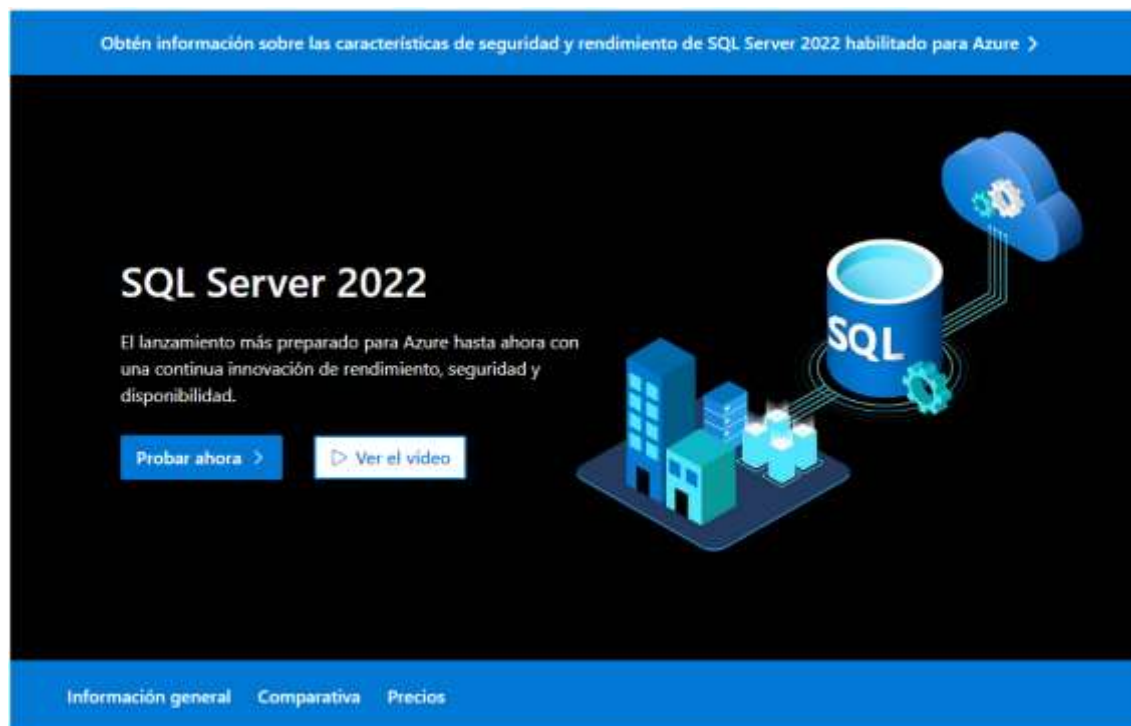 Obtén información sobre las características de seguridad y rendimiento de SQL Server 2022 habilitado para Azure
SQL Server 2022
El lanzamiento más preparado para Azure hasta ahora con
una continua innovación de rendimiento, seguridad y
disponibilidad.
Probar ahora
Ver el vídeo
SQL
Información general
Comparativa
Precios